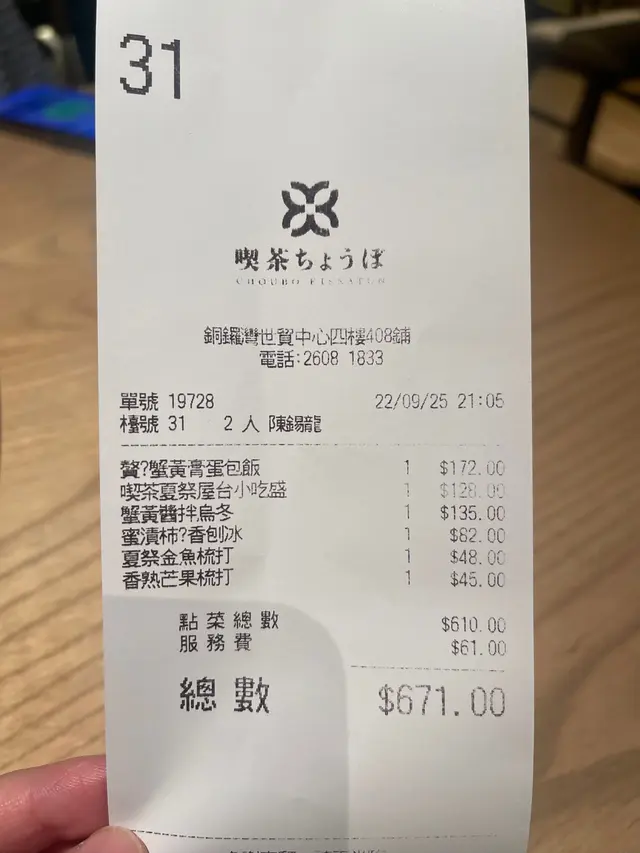 31
喫茶ちょうぼ
CHOUBO KISSATEN
銅鑼灣世貿中心四樓408鋪
電話:2608 1833
單號 19728 22/09/25 21:05
檯號 31 2 人 陳錫龍
贅?蟹黃膏蛋包飯 1 $172.00
喫茶夏祭屋台小吃盛 1 $128.00
蟹黃醬拌烏冬 1 $135.00
蜜漬柿?香刨冰 1 $82.00
夏祭金魚梳打 1 $48.00
香熟芒果梳打 1 $45.00
點菜總數 $610.00
服務費 $61.00
總數 $671.00